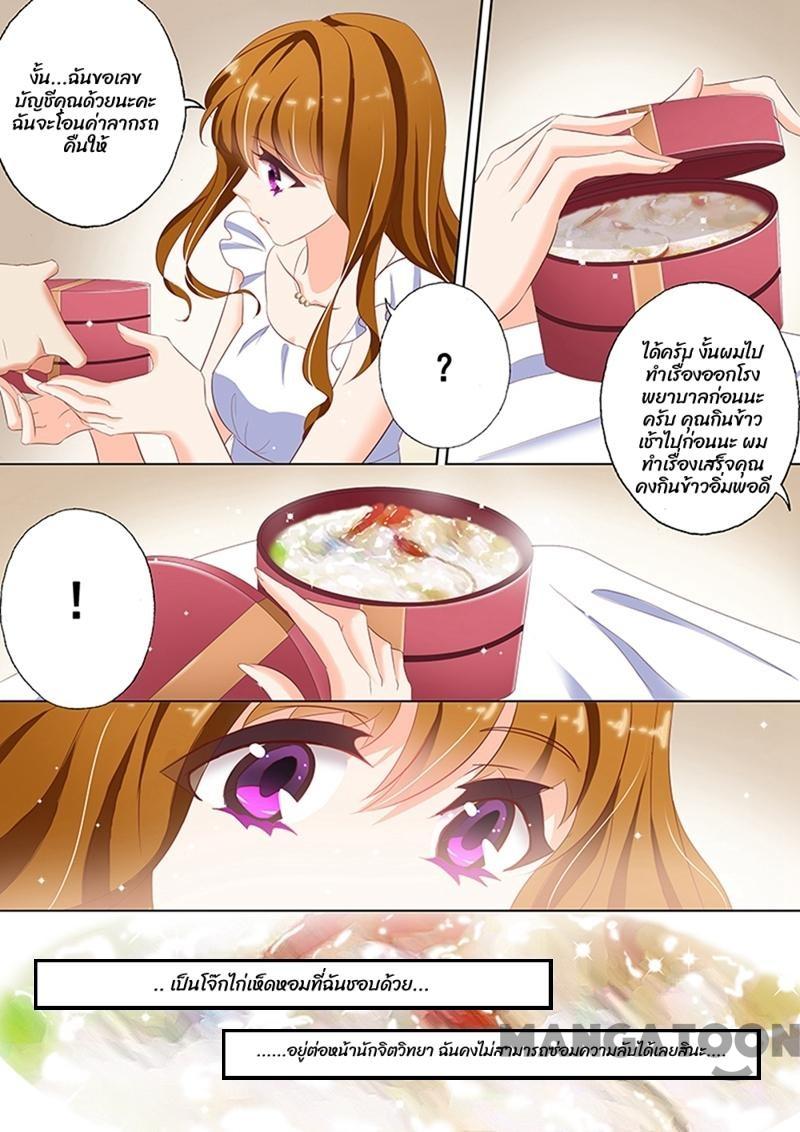 งั้น...ฉันขอเลข
บัญชีคุณด้วยนะคะ
ฉันจะโอนค่าลากรถ
คืนให้
?
ได้ครับ งั้นผมไป
ทำเรื่องออกโรง
พยาบาลก่อนนะ
ครับ คุณกินข้าว
เช้าไปก่อนนะ ผม
ทำเรื่องเสร็จคุณ
คงกินข้าวอิ่มพอดี
!
.. เป็นโจ๊กไก่เห็ดหอมที่ฉันชอบด้วย...
......อยู่ต่อหน้านักจิตวิทยา ฉันคงไม่สามารถซ่อมความลับได้เลยสินะ....
MANGATOON